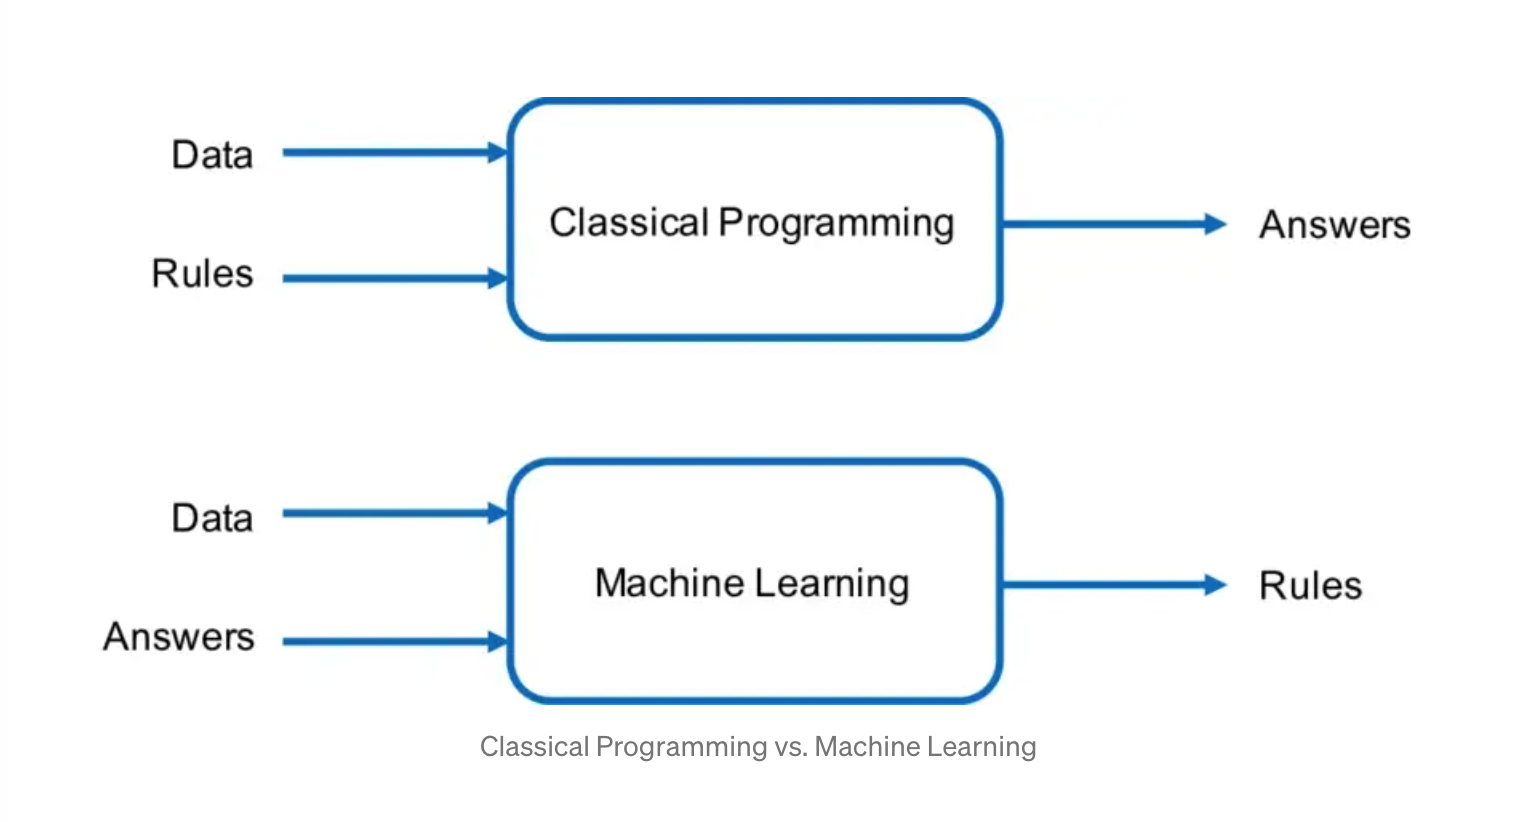 Data
Rules
Classical Programming
Answers
Data
Answers
Machine Learning
Rules
Classical Programming vs. Machine Learning